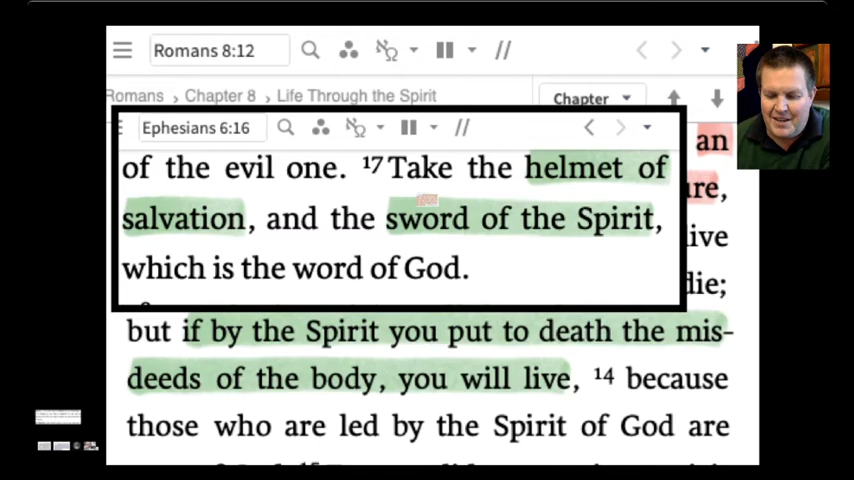 Romans 8:12
Romans > Chapter 8 > Life Through the Spirit
Chapter
an
Ephesians 6:16
of the evil one. 17 Take the helmet of
salvation, and the sword of the Spirit,
which is the word of God.
ure,
live
die;
but if by the Spirit you put to death the mis-
deeds of the body, you will live, 14 because
those who are led by the Spirit of God are